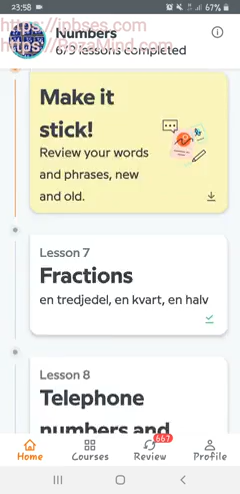 23:58
67%
https://iphses.com
https://RozaMind.com
Numbers
6/9 lessons completed
Make it
stick!
Review your words
and phrases, new
and old.
Lesson 7
Fractions
en tredjedel, en kvart, en halv
Lesson 8
Telephone
numbers and
667
Home
Courses
Review
Profile